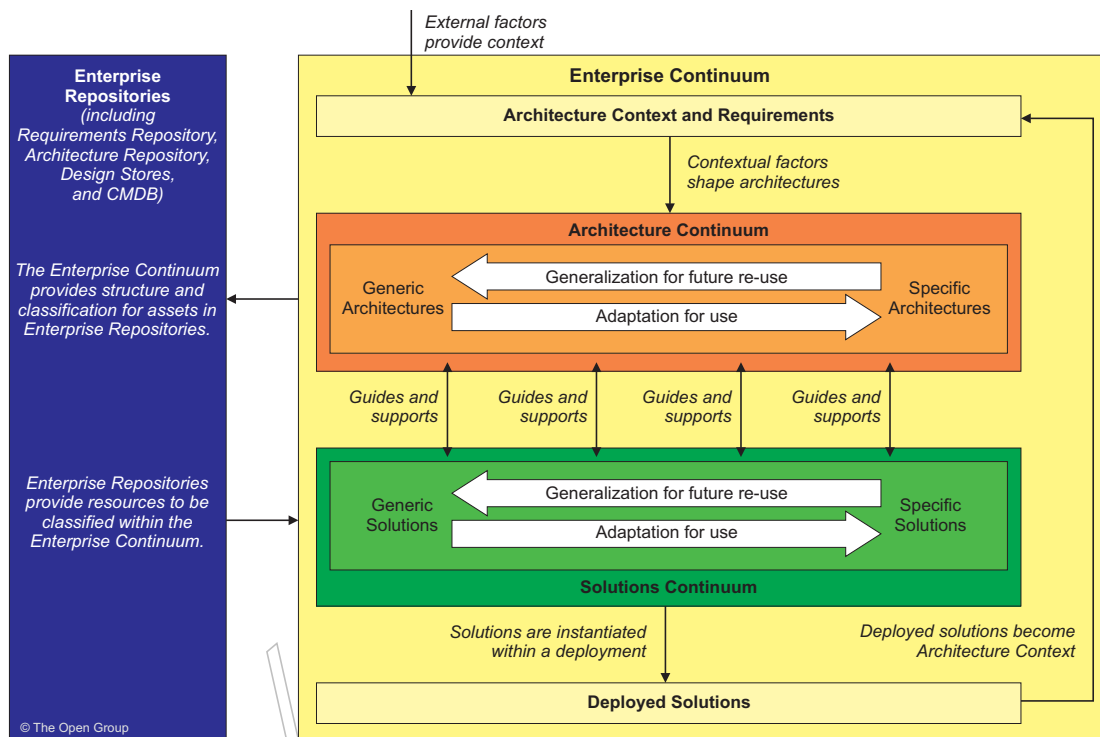 External factors
provide context
Enterprise
Repositories
(including
Requirements Repository,
Architecture Repository,
Design Stores,
and CMDB)
The Enterprise Continuum
provides structure and
classification for assets in
Enterprise Repositories.
Enterprise Repositories
provide resources to be
classified within the
Enterprise Continuum.
© The Open Group
Enterprise Continuum
Architecture Context and Requirements
Contextual factors
shape architectures
Architecture Continuum
Generic
Architectures
Generalization for future re-use
Adaptation for use
Specific
Architectures
Guides and
supports
Guides and
supports
Guides and
supports
Guides and
supports
Generic
Solutions
Generalization for future re-use
Adaptation for use
Specific
Solutions
Solutions Continuum
Solutions are instantiated
within a deployment
Deployed solutions become
Architecture Context
Deployed Solutions